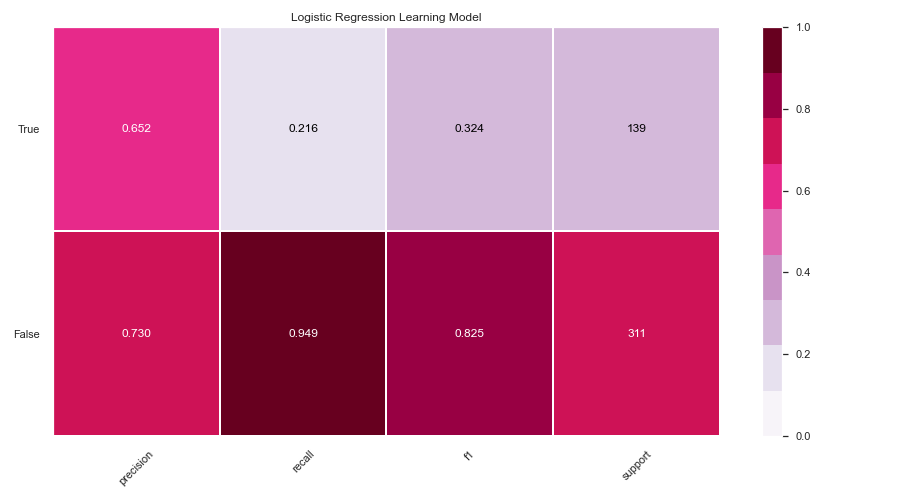 Logistic Regression Learning Model
1.0
True
0.652
0.216
0.324
139
0.8
0.6
0.4
False
0.730
0.949
0.825
311
0.2
0.0
precision
recall
f1
support